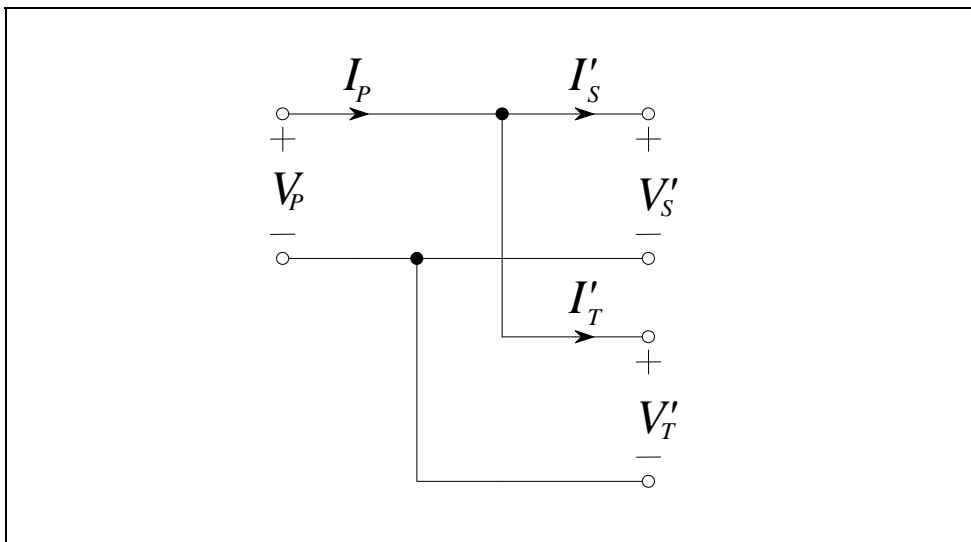 I_P I′_S
+ +
V_P V′_S
− −
I′_T
+
V′_T
−